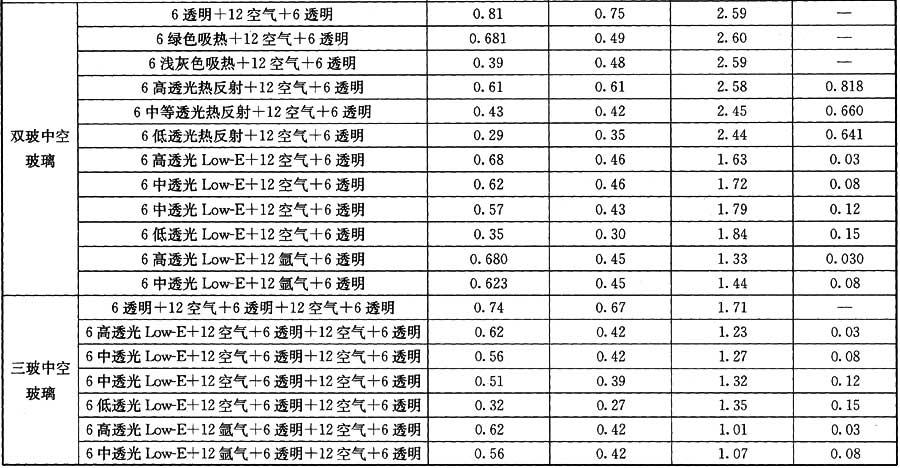 双玻中空玻璃
6 透明＋12 空气＋6 透明 0.81 0.75 2.59 —
6 绿色吸热＋12 空气＋6 透明 0.681 0.49 2.60 —
6 浅灰色吸热＋12 空气＋6 透明 0.39 0.48 2.59 —
6 高透光热反射＋12 空气＋6 透明 0.61 0.61 2.58 0.818
6 中等透光热反射＋12 空气＋6 透明 0.43 0.42 2.45 0.660
6 低透光热反射＋12 空气＋6 透明 0.29 0.35 2.44 0.641
6 高透光 Low-E＋12 空气＋6 透明 0.68 0.46 1.63 0.03
6 中透光 Low-E＋12 空气＋6 透明 0.62 0.46 1.72 0.08
6 中透光 Low-E＋12 空气＋6 透明 0.57 0.43 1.79 0.12
6 低透光 Low-E＋12 空气＋6 透明 0.35 0.30 1.84 0.15
6 高透光 Low-E＋12 氩气＋6 透明 0.680 0.45 1.33 0.030
6 中透光 Low-E＋12 氩气＋6 透明 0.623 0.45 1.44 0.08
三玻中空玻璃
6 透明＋12 空气＋6 透明＋12 空气＋6 透明 0.74 0.67 1.71 —
6 高透光 Low-E＋12 空气＋6 透明＋12 空气＋6 透明 0.62 0.42 1.23 0.03
6 中透光 Low-E＋12 空气＋6 透明＋12 空气＋6 透明 0.56 0.42 1.27 0.08
6 中透光 Low-E＋12 空气＋6 透明＋12 空气＋6 透明 0.51 0.39 1.32 0.12
6 低透光 Low-E＋12 空气＋6 透明＋12 空气＋6 透明 0.32 0.27 1.35 0.15
6 高透光 Low-E＋12 氩气＋6 透明＋12 空气＋6 透明 0.62 0.42 1.01 0.03
6 中透光 Low-E＋12 氩气＋6 透明＋12 空气＋6 透明 0.56 0.42 1.07 0.08